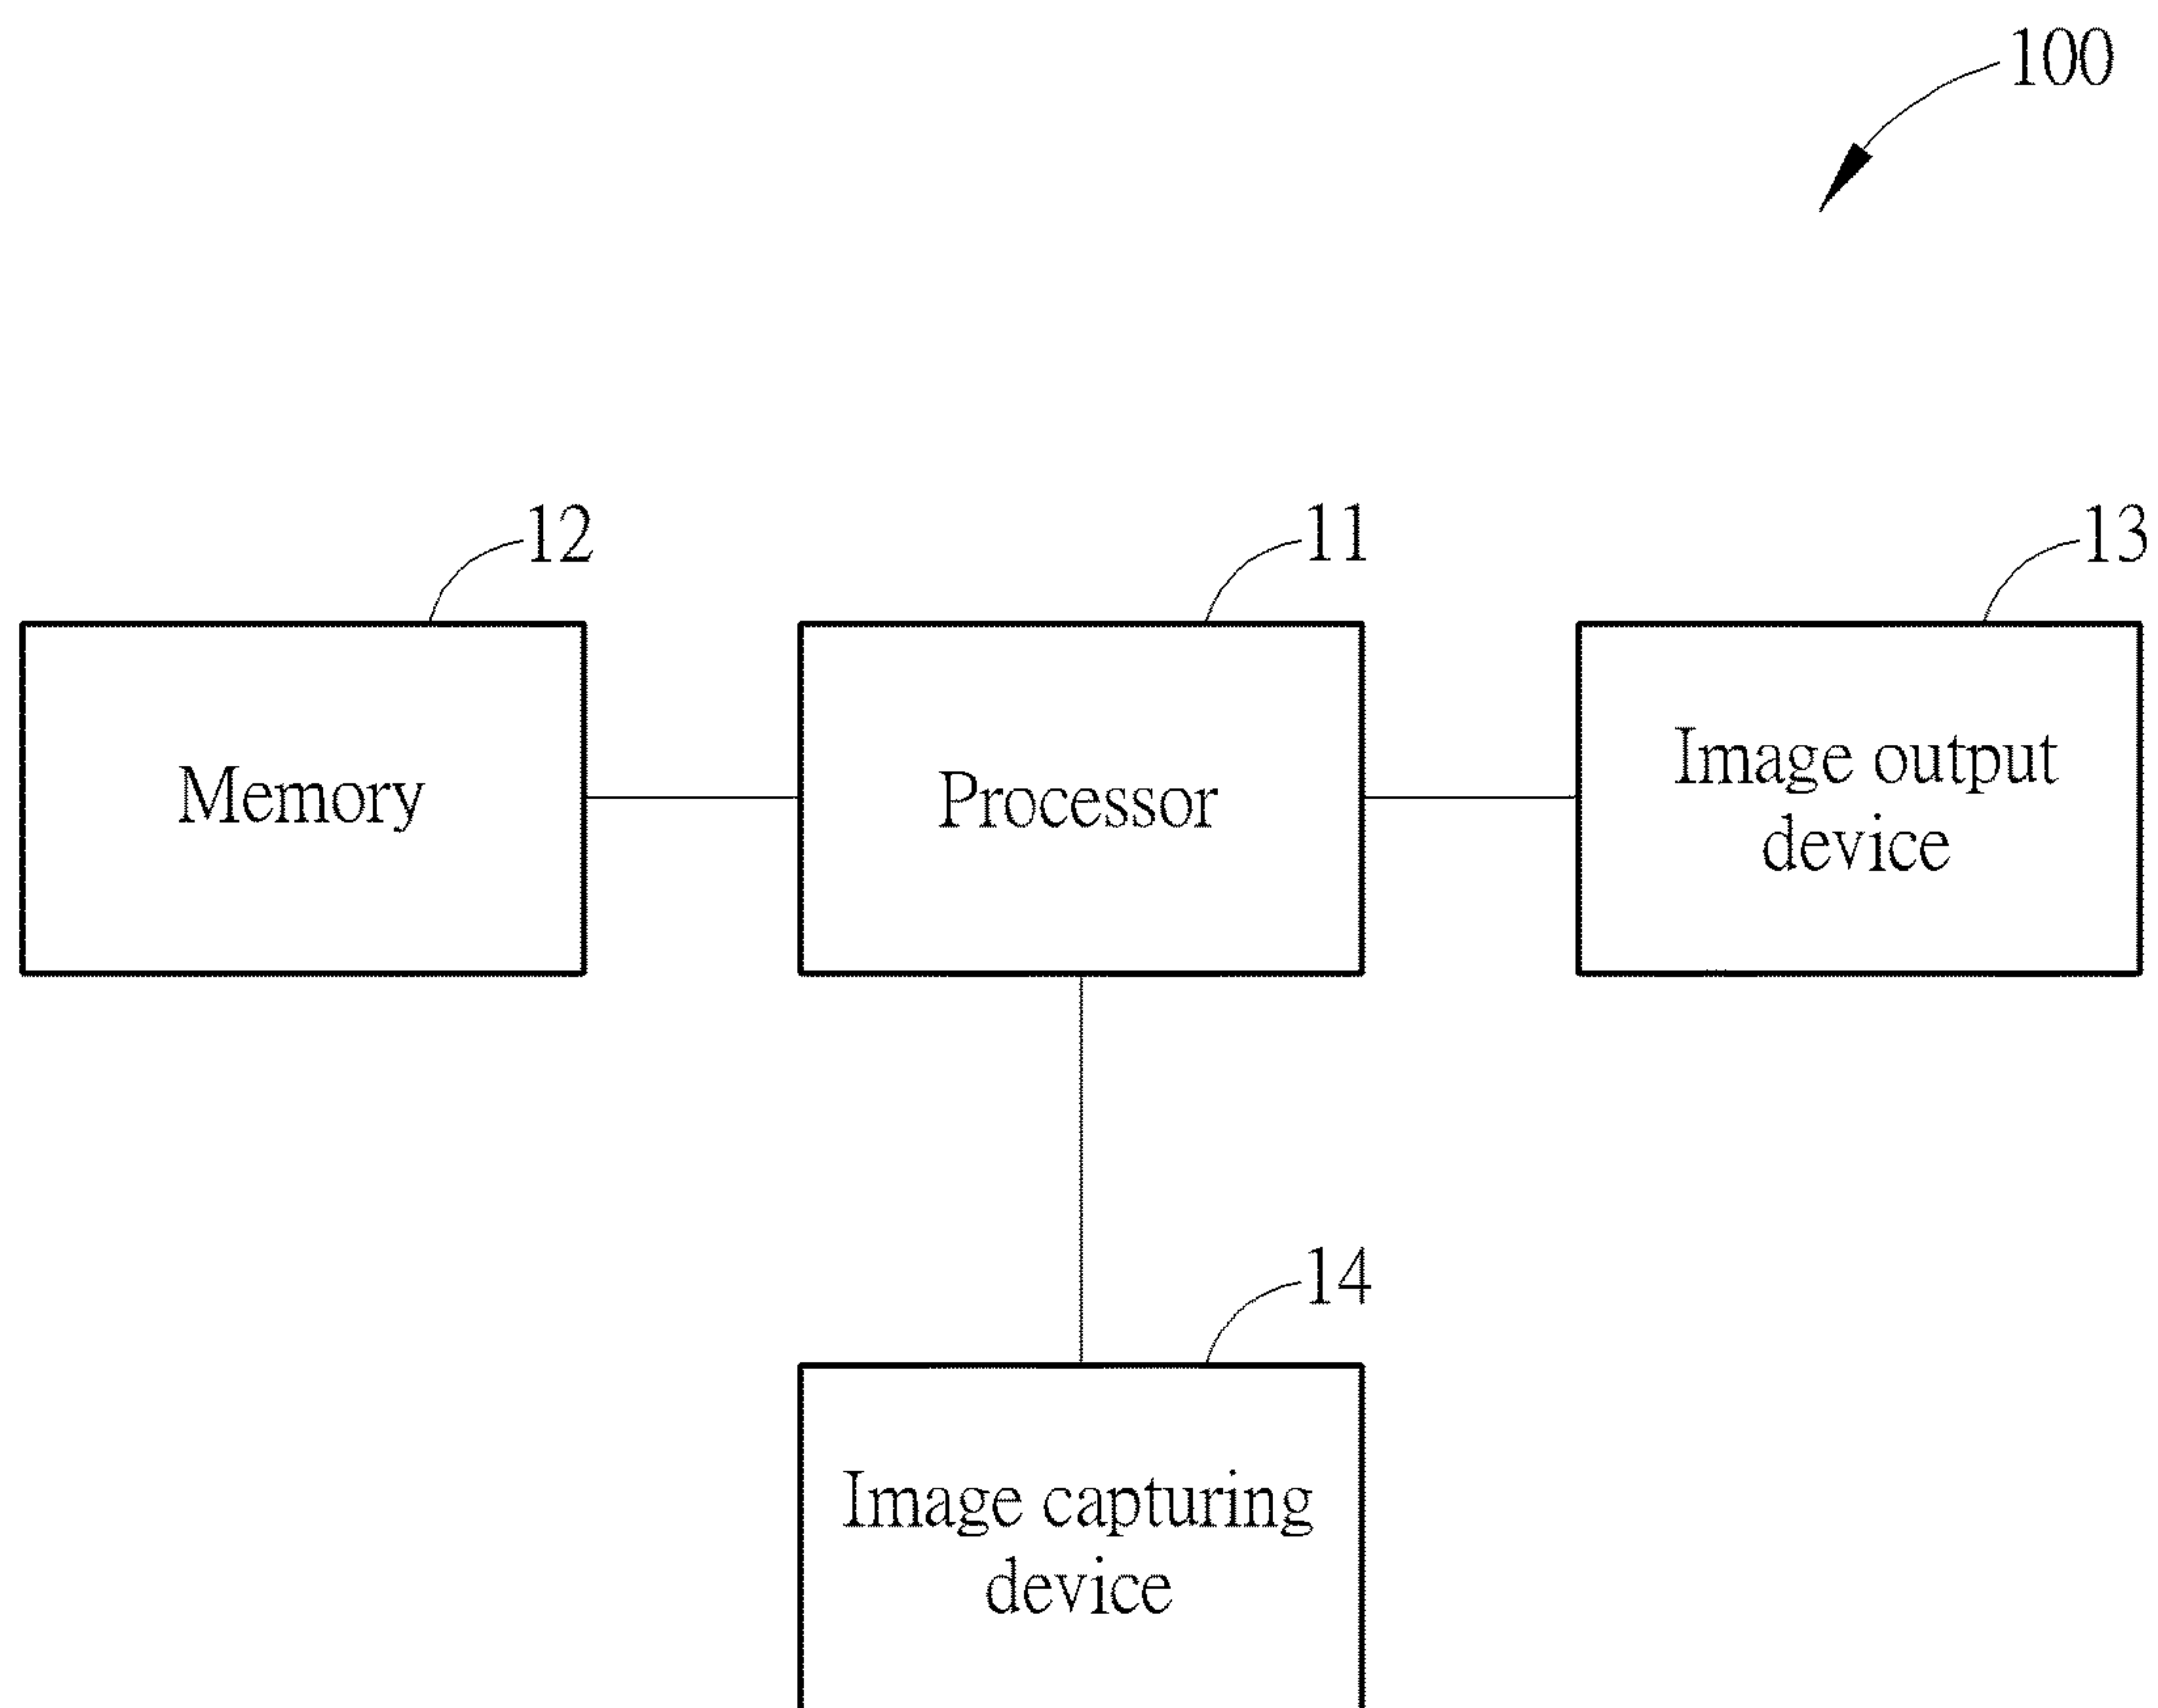 100
12
11
13
Memory
Processor
Image output
device
14
Image capturing
device